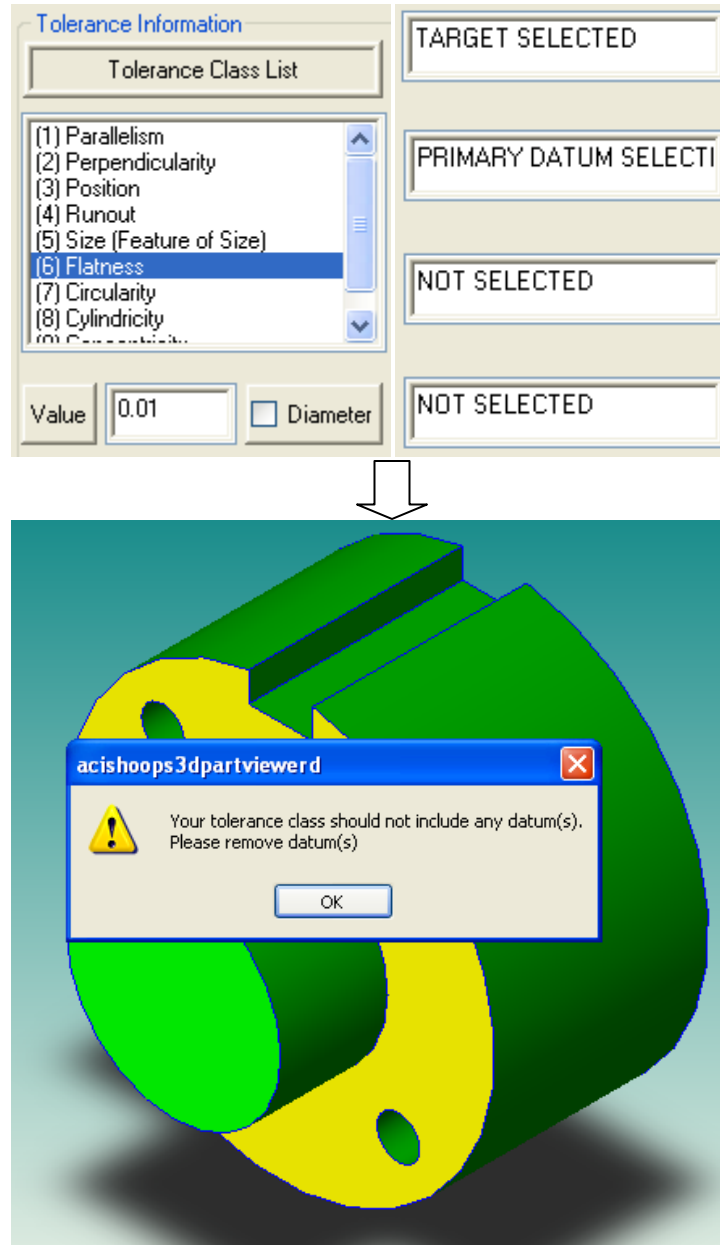 Tolerance Information
Tolerance Class List
(1) Parallelism
(2) Perpendicularity
(3) Position
(4) Runout
(5) Size (Feature of Size)
(6) Flatness
(7) Circularity
(8) Cylindricity
Value
0.01
Diameter
TARGET SELECTED
PRIMARY DATUM SELECTI
NOT SELECTED
NOT SELECTED
acishoops3dpartviewerd
Your tolerance class should not include any datum(s).
Please remove datum(s)
OK